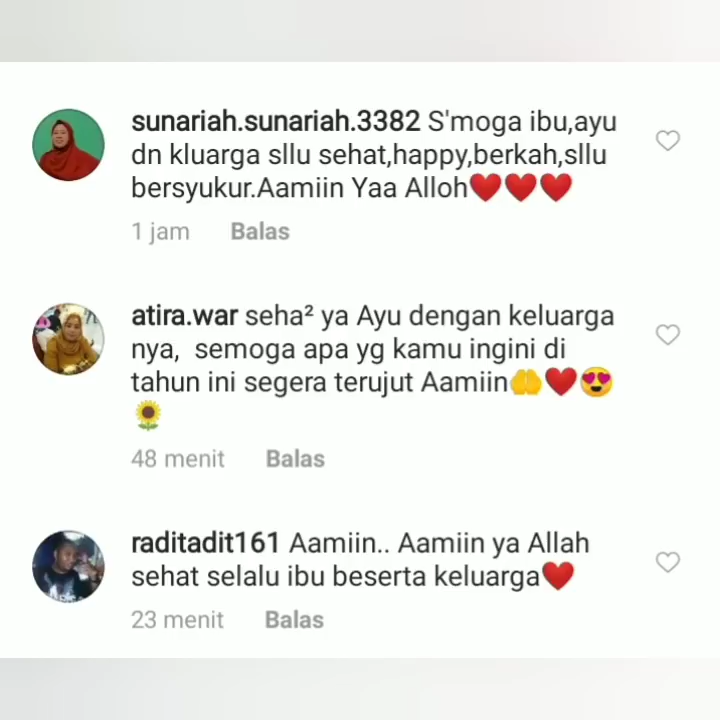 sunariah.sunariah.3382 S'moga ibu,ayu
dn kluarga sllu sehat,happy,berkah,sllu
bersyukur.Aamiin Yaa Alloh❤️❤️❤️
1 jam Balas
atira.war seha² ya Ayu dengan keluarga
nya, semoga apa yg kamu ingini di
tahun ini segera terujut Aamiin🤲❤️😍
🌻
48 menit Balas
raditadit161 Aamiin.. Aamiin ya Allah
sehat selalu ibu beserta keluarga❤️
23 menit Balas